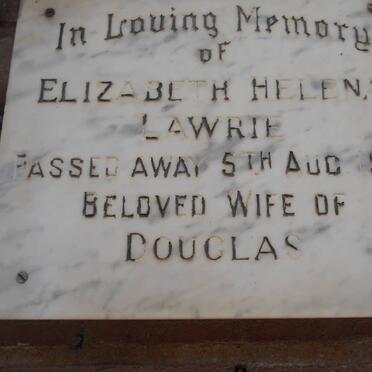 In Loving Memory
of
ELIZABETH HELEN
LAWRIE
PASSED AWAY 5TH AUG
BELOVED WIFE OF
DOUGLAS